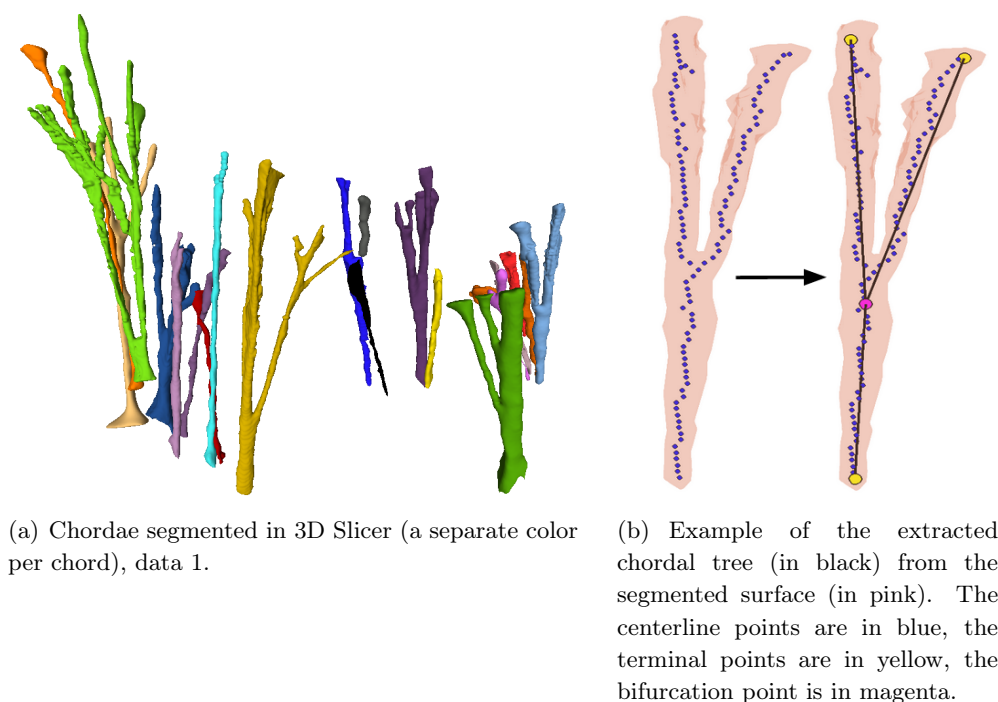 (a) Chordae segmented in 3D Slicer (a separate color
per chord), data 1.
(b) Example of the extracted
chordal tree (in black) from the
segmented surface (in pink). The
centerline points are in blue, the
terminal points are in yellow, the
bifurcation point is in magenta.